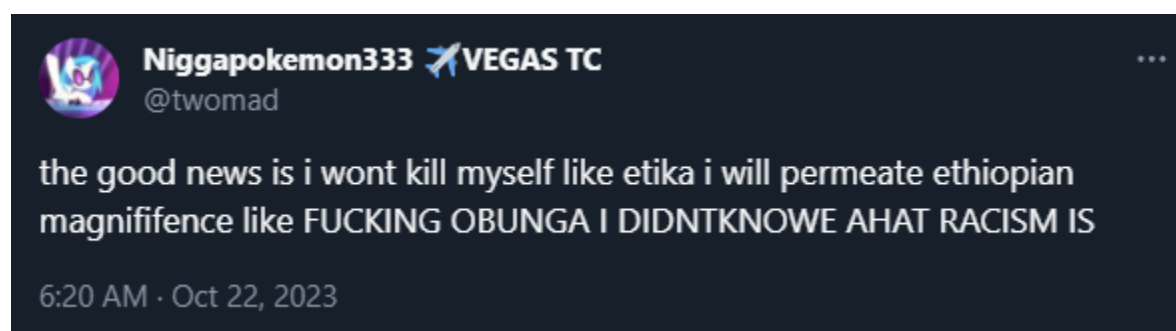 Niggapokemon333 ✈️VEGAS TC
@twomad
the good news is i wont kill myself like etika i will permeate ethiopian
magnififence like FUCKING OBUNGA I DIDNTKNOWE AHAT RACISM IS
6:20 AM · Oct 22, 2023